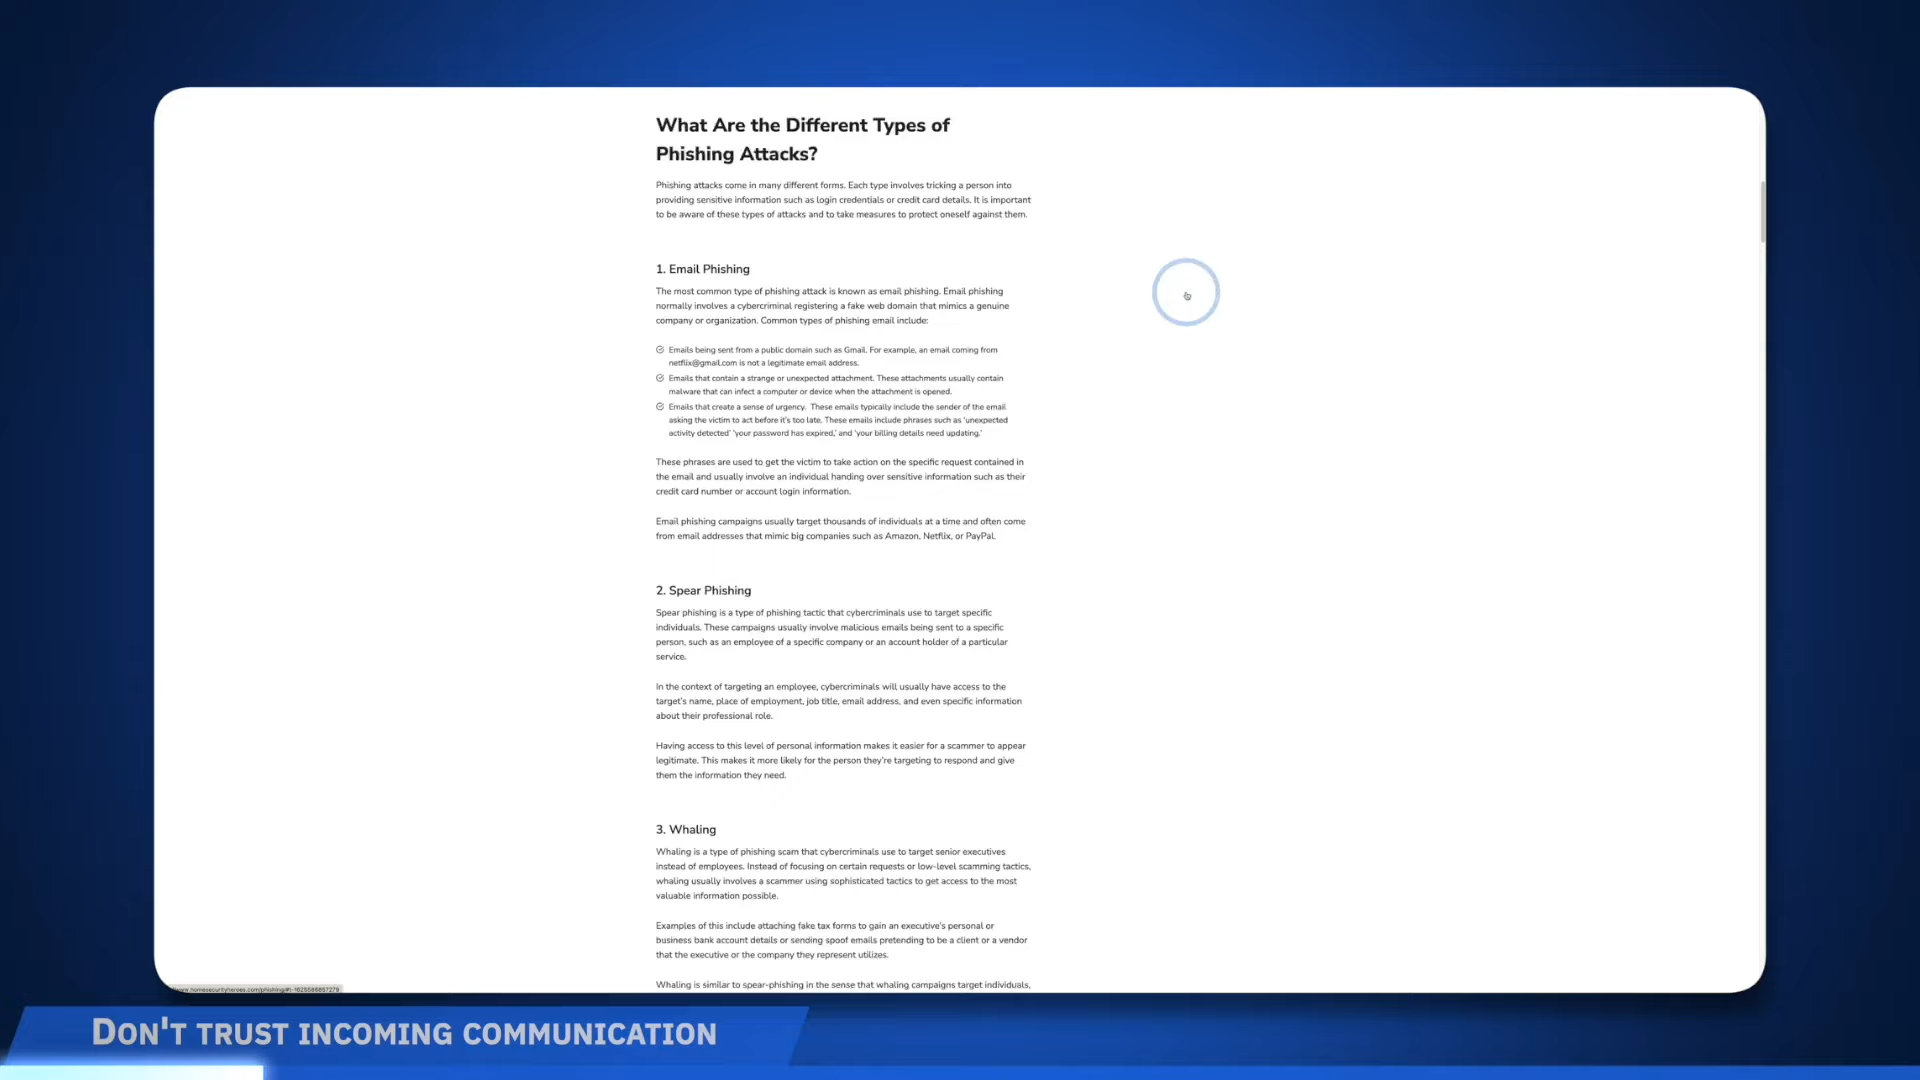 What Are the Different Types of
Phishing Attacks?
Phishing attacks come in many different forms. Each type involves tricking a person into
providing sensitive information such as login credentials or credit card details. It is important
to be aware of these types of attacks and to take measures to protect oneself against them.
1. Email Phishing
The most common type of phishing attack is known as email phishing. Email phishing
normally involves a cybercriminal registering a fake web domain that mimics a genuine
company or organization. Common types of phishing email include:
Emails being sent from a public domain such as Gmail. For example, an email coming from
netflix@gmail.com is not a legitimate email address.
Emails that contain a strange or unexpected attachment. These attachments usually contain
malware that can infect a computer or device when the attachment is opened.
Emails that create a sense of urgency.  These emails typically include the sender of the email
asking the victim to act before it's too late. These emails include phrases such as 'unexpected
activity detected' 'your password has expired,' and 'your billing details need updating.'
These phrases are used to get the victim to take action on the specific request contained in
the email and usually involve an individual handing over sensitive information such as their
credit card number or account login information.
Email phishing campaigns usually target thousands of individuals at a time and often come
from email addresses that mimic big companies such as Amazon, Netflix, or PayPal.
2. Spear Phishing
Spear phishing is a type of phishing tactic that cybercriminals use to target specific
individuals. These campaigns usually involve malicious emails being sent to a specific
person, such as an employee of a specific company or an account holder of a particular
service.
In the context of targeting an employee, cybercriminals will usually have access to the
target's name, place of employment, job title, email address, and even specific information
about their professional role.
Having access to this level of personal information makes it easier for a scammer to appear
legitimate. This makes it more likely for the person they're targeting to respond and give
them the information they need.
3. Whaling
Whaling is a type of phishing scam that cybercriminals use to target senior executives
instead of employees. Instead of focusing on certain requests or low-level scamming tactics,
whaling usually involves a scammer using sophisticated tactics to get access to the most
valuable information possible.
Examples of this include attaching fake tax forms to gain an executive's personal or
business bank account details or sending spoof emails pretending to be a client or a vendor
that the executive or the company they represent utilizes.
Whaling is similar to spear-phishing in the sense that whaling campaigns target individuals,
Don't trust incoming communication